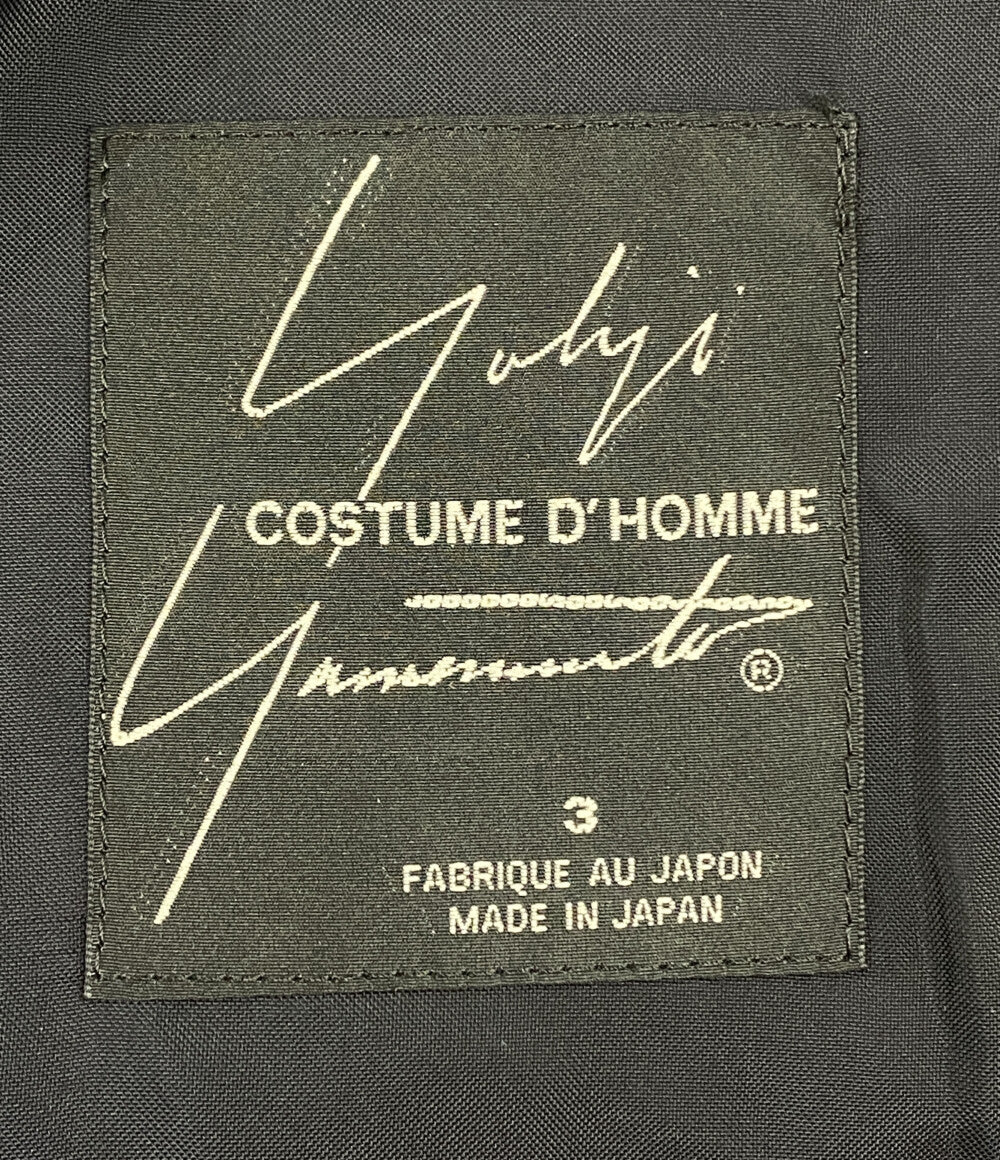 Yohji
COSTUME D'HOMME
Yamamoto ®
3
FABRIQUE AU JAPON
MADE IN JAPAN